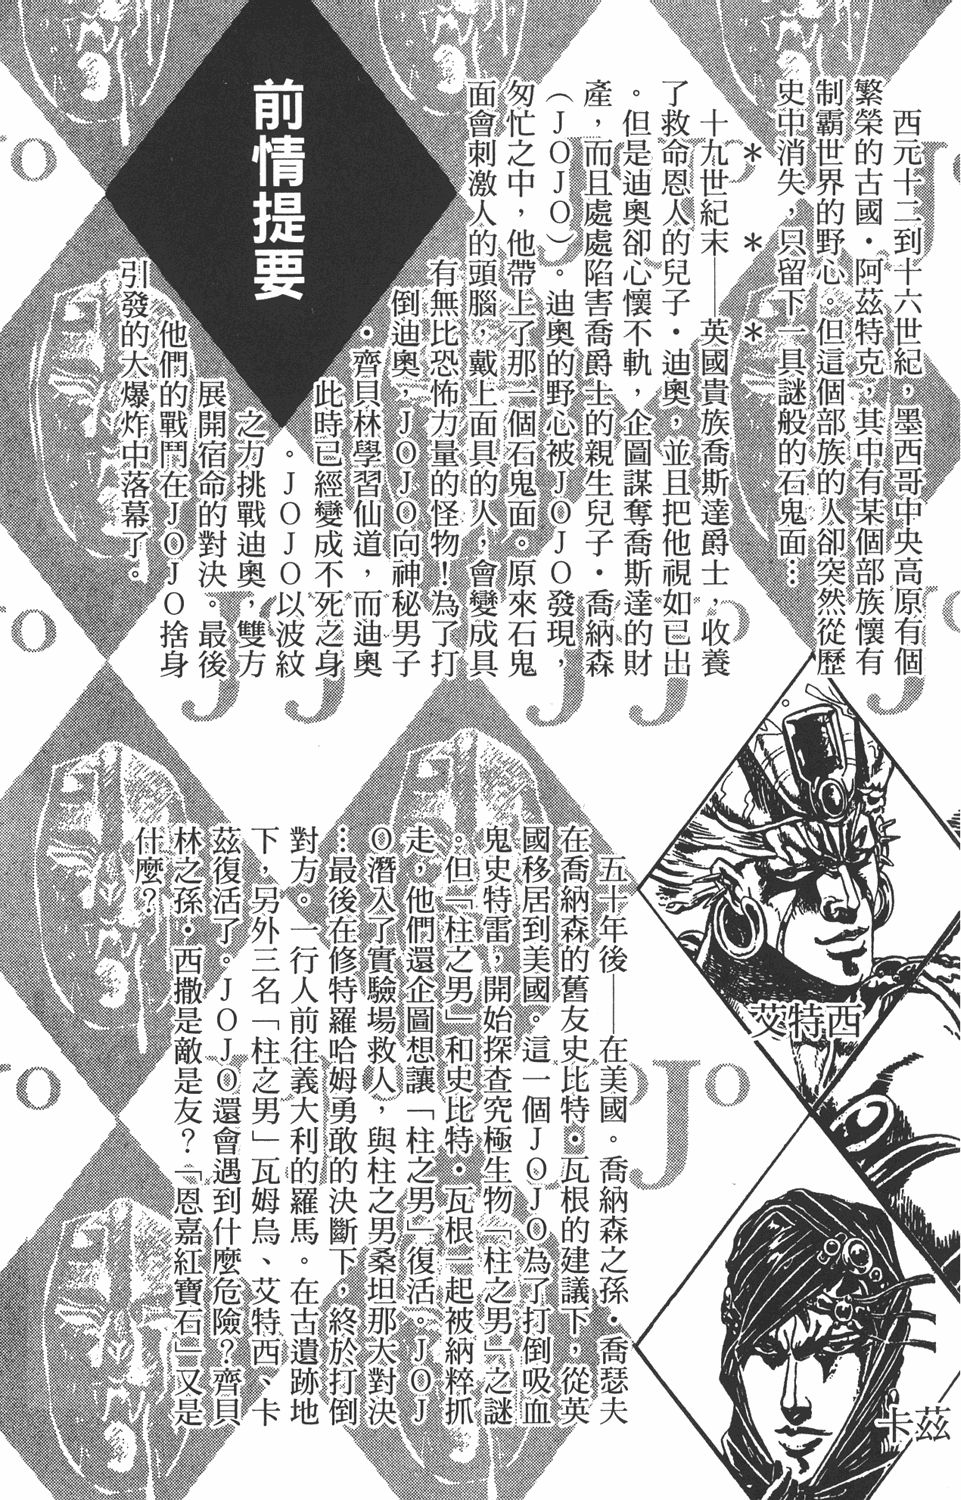 前情提要
西元十二到十六世紀，墨西哥中央高原有個
繁榮的古國・阿茲特克，其中有某個部族懷有
制霸世界的野心。但這個部族的人卻突然從歷
史中消失，只留下一具謎般的石鬼面…
＊　＊　＊
十九世紀末——英國貴族喬斯達爵士，收養
了救命恩人的兒子・迪奧，並且把他視如已出
。但是迪奧卻心懷不軌，企圖謀奪喬斯達的財
產，而且處處陷害喬爵士的親生兒子・喬納森
（ＪＯＪＯ）。迪奧的野心被ＪＯＪＯ發現，
匆忙之中，他帶上了那一個石鬼面。原來石鬼
面會刺激人的頭腦，戴上面具的人，會變成具
有無比恐怖力量的怪物！為了打
倒迪奧，ＪＯＪＯ向神秘男子
・齊貝林學習仙道，而迪奧
此時已經變成不死之身
。ＪＯＪＯ以波紋
之力挑戰迪奧，雙方
展開宿命的對決。最後
他們的戰鬥在ＪＯＪＯ捨身
引發的大爆炸中落幕了。
五十年後——在美國。喬納森之孫・喬瑟夫
在喬納森的舊友史比特・瓦根的建議下，從英
國移居到美國。這一個ＪＯＪＯ為了打倒吸血
鬼史特雷，開始探查究極生物「柱之男」之謎
。但「柱之男」和史比特・瓦根一起被納粹抓
走，他們還企圖想讓「柱之男」復活。ＪＯＪ
Ｏ潛入了實驗場救人，與柱之男桑坦那大對決
…最後在修特羅哈姆勇敢的決斷下，終於打倒
對方。一行人前往義大利的羅馬。在古遺跡地
下，另外三名「柱之男」瓦姆烏、艾特西、卡
茲復活了。ＪＯＪＯ還會遇到什麼危險？齊貝
林之孫・西撒是敵是友？「恩嘉紅寶石」又是
什麼？
艾特西
卡茲
JoJo